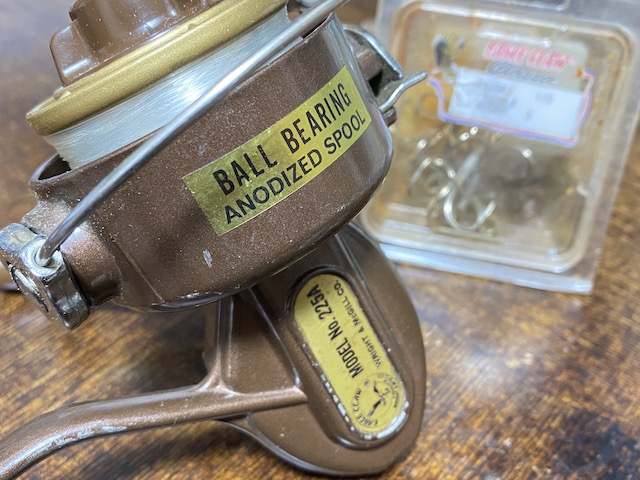 BALL BEARING
ANODIZED SPOOL
MODEL No. 225A
WRIGHT & McGILL CO.